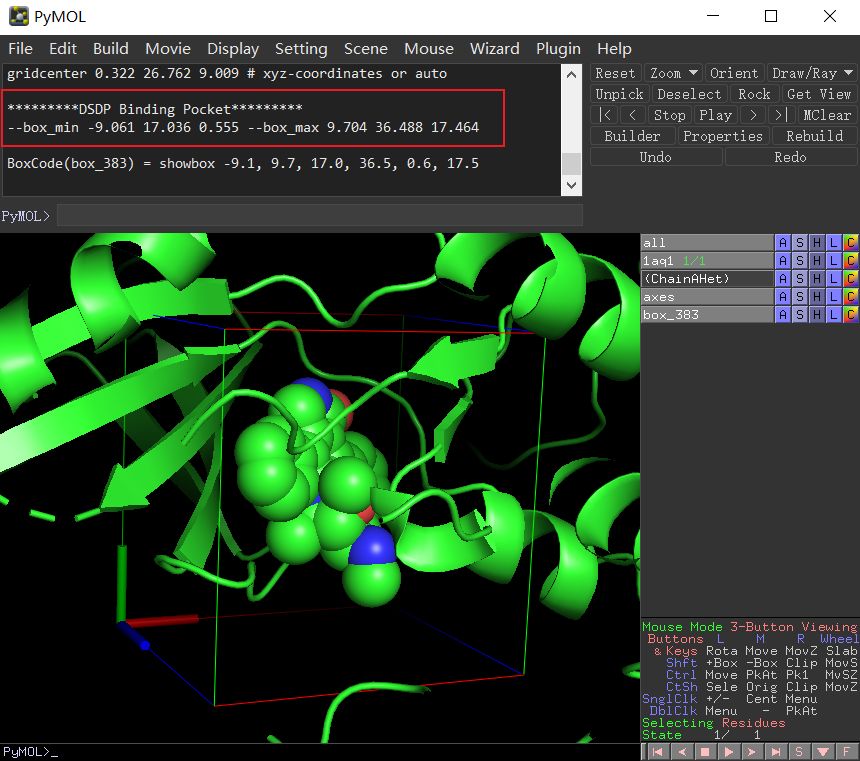 PyMOL
File Edit Build Movie Display Setting Scene Mouse Wizard Plugin Help
gridcenter 0.322 26.762 9.009 # xyz-coordinates or auto
*********DSDP Binding Pocket*********
--box_min -9.061 17.036 0.555 --box_max 9.704 36.488 17.464
BoxCode(box_383) = showbox -9.1, 9.7, 17.0, 36.5, 0.6, 17.5
PyMOL>
Reset Zoom Orient Draw/Ray
Unpick Deselect Rock Get View
|< < Stop Play > >| MClear
Builder Properties Rebuild
Undo Redo
all A S H L C
1aq1 1/1 A S H L C
(ChainAHet) A S H L C
axes A S H L C
box_383 A S H L C
Mouse Mode 3-Button Viewing
Buttons L M R Wheel
& Keys Rota Move MovZ Slab
Shft +Box -Box Clip MovS
Ctrl Move PkAt Pk1 MvSZ
CtSh Sele Orig Clip MovZ
SnglClk +/- Cent Menu
DblClk Menu - PkAt
Selecting Residues
State 1/ 1
PyMOL>_
S F